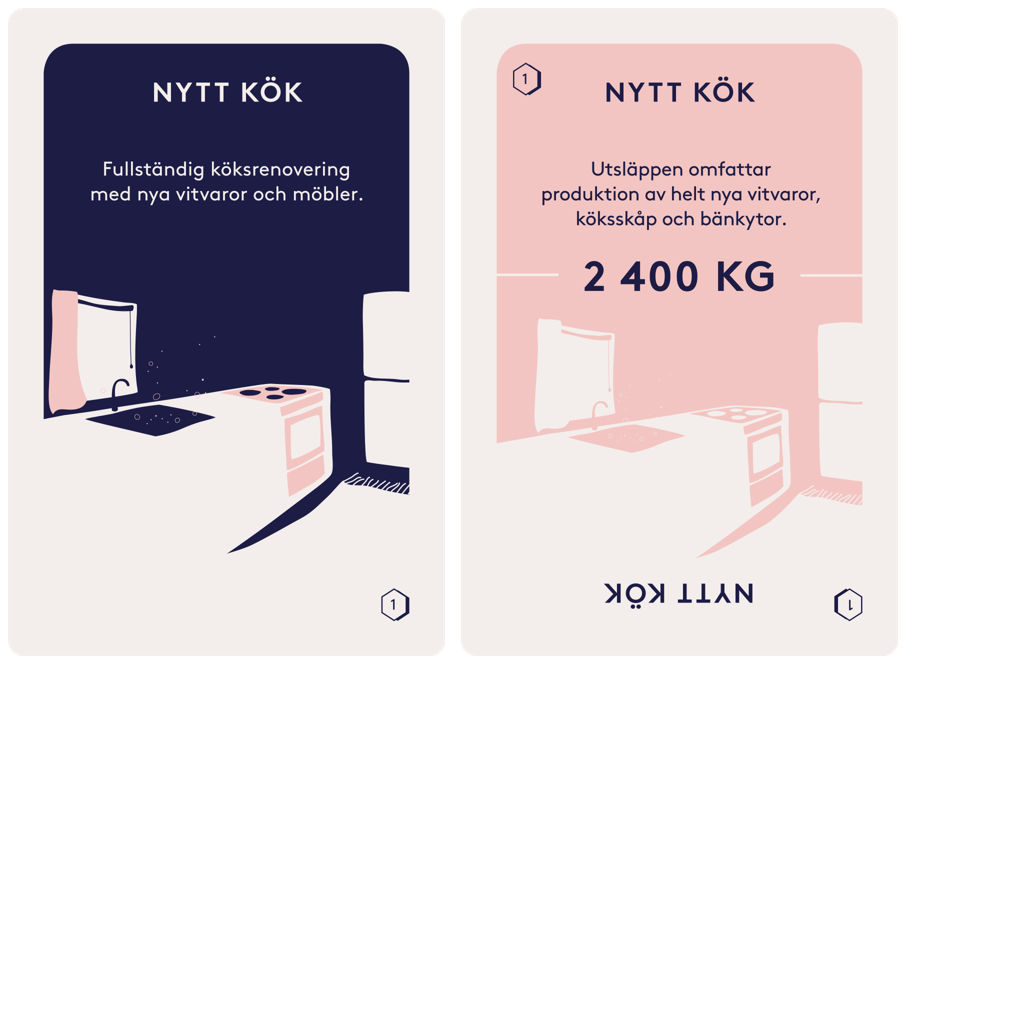 NYTT KÖK
Fullständig köksrenovering
med nya vitvaror och möbler.
1
1
NYTT KÖK
Utsläppen omfattar
produktion av helt nya vitvaror,
köksskåp och bänkytor.
2 400 KG
NYTT KÖK
1